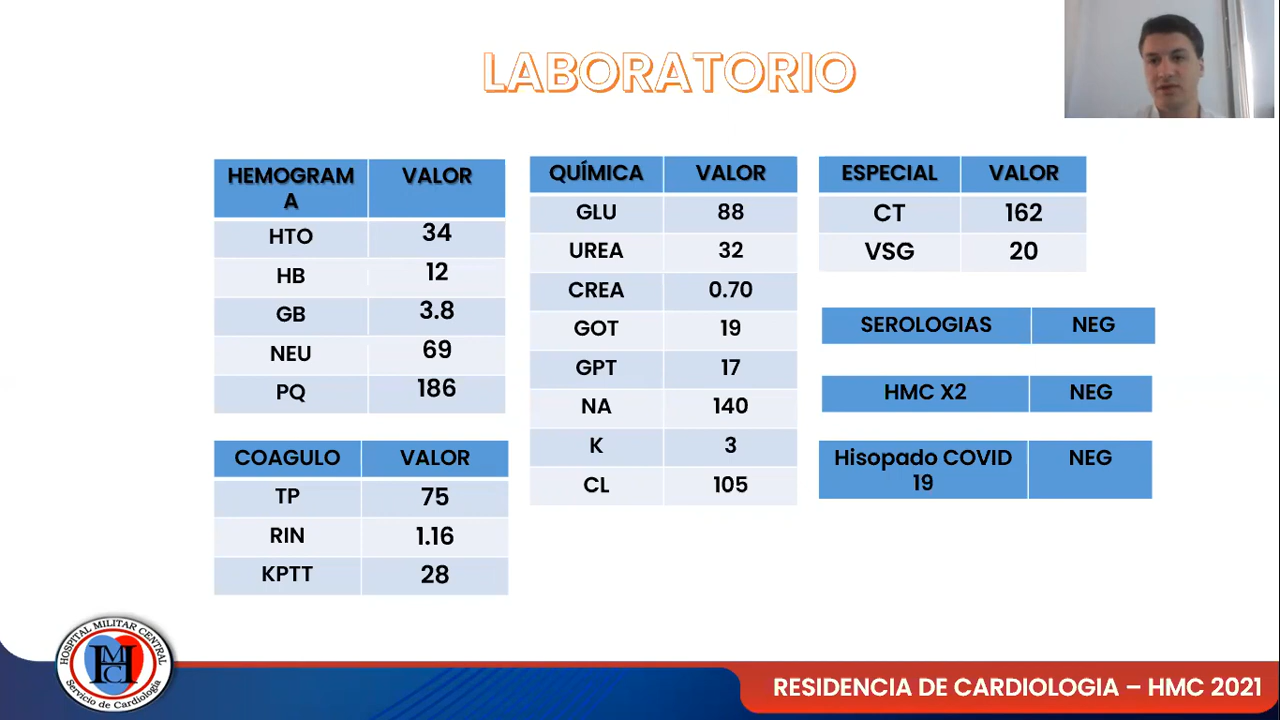 LABORATORIO
HEMOGRAM
A
VALOR
HTO 34
HB 12
GB 3.8
NEU 69
PQ 186
COAGULO VALOR
TP 75
RIN 1.16
KPTT 28
QUÍMICA VALOR
GLU 88
UREA 32
CREA 0.70
GOT 19
GPT 17
NA 140
K 3
CL 105
ESPECIAL VALOR
CT 162
VSG 20
SEROLOGIAS NEG
HMC X2 NEG
Hisopado COVID
19
NEG
HOSPITAL MILITAR CENTRAL
HMC
Servicio de Cardiología
RESIDENCIA DE CARDIOLOGIA – HMC 2021